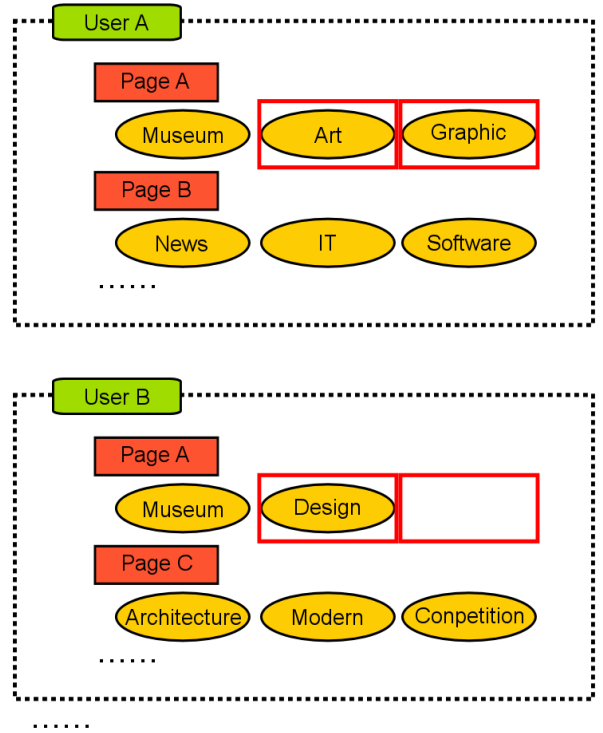 User A
Page A
Museum Art Graphic
Page B
News IT Software
......
User B
Page A
Museum Design
Page C
Architecture Modern Conpetition
......
......